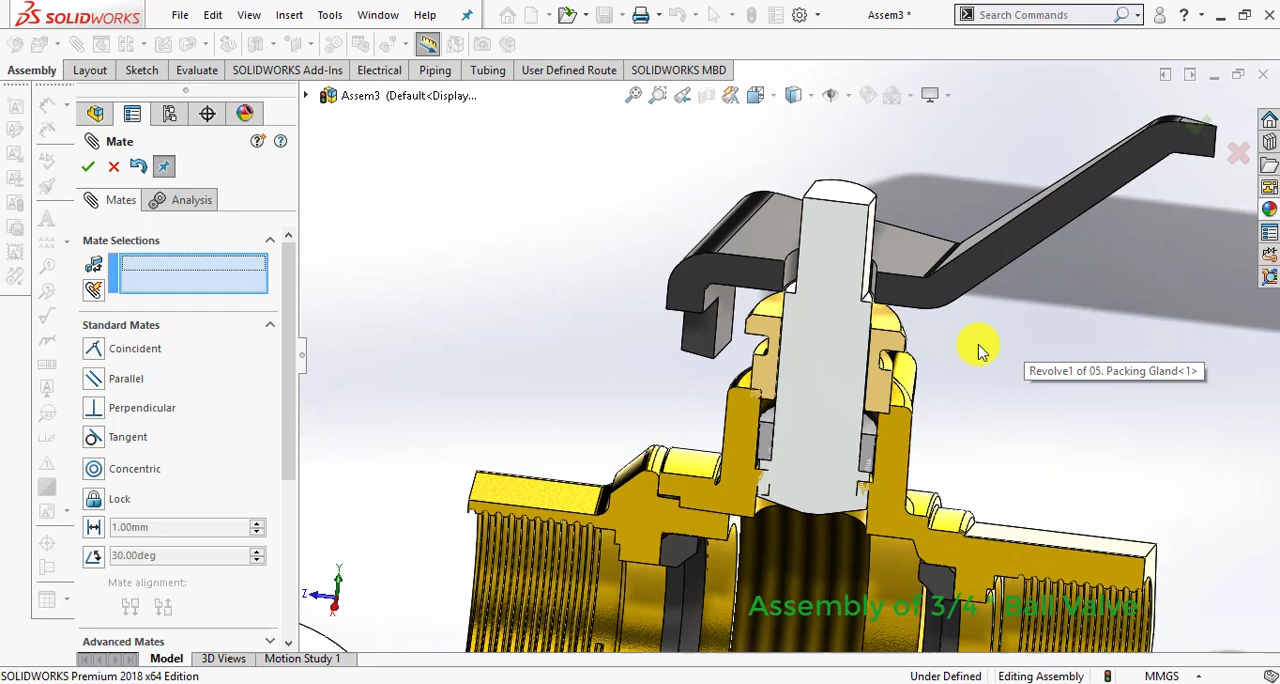 SOLIDWORKS File Edit View Insert Tools Window Help Assem3 * Search Commands ?
Assembly Layout Sketch Evaluate SOLIDWORKS Add-Ins Electrical Piping Tubing User Defined Route SOLIDWORKS MBD
Assem3 (Default<Display...
Mate
Mates Analysis
Mate Selections
Standard Mates
Coincident
Parallel
Perpendicular
Tangent
Concentric
Lock
1.00mm
30.00deg
Mate alignment:
Advanced Mates
Revolve1 of 05. Packing Gland<1>
Y
Z
X
Assembly of 3/4 " Ball Valve
Model 3D Views Motion Study 1
SOLIDWORKS Premium 2018 x64 Edition Under Defined Editing Assembly MMGS